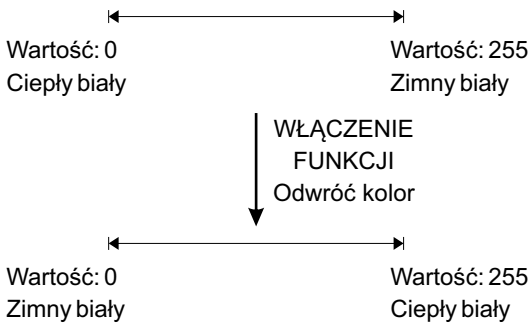 Wartość: 0
Wartość: 255
Ciepły biały
Zimny biały
WŁĄCZENIE
FUNKCJI
Odwróć kolor
Wartość: 0
Wartość: 255
Zimny biały
Ciepły biały